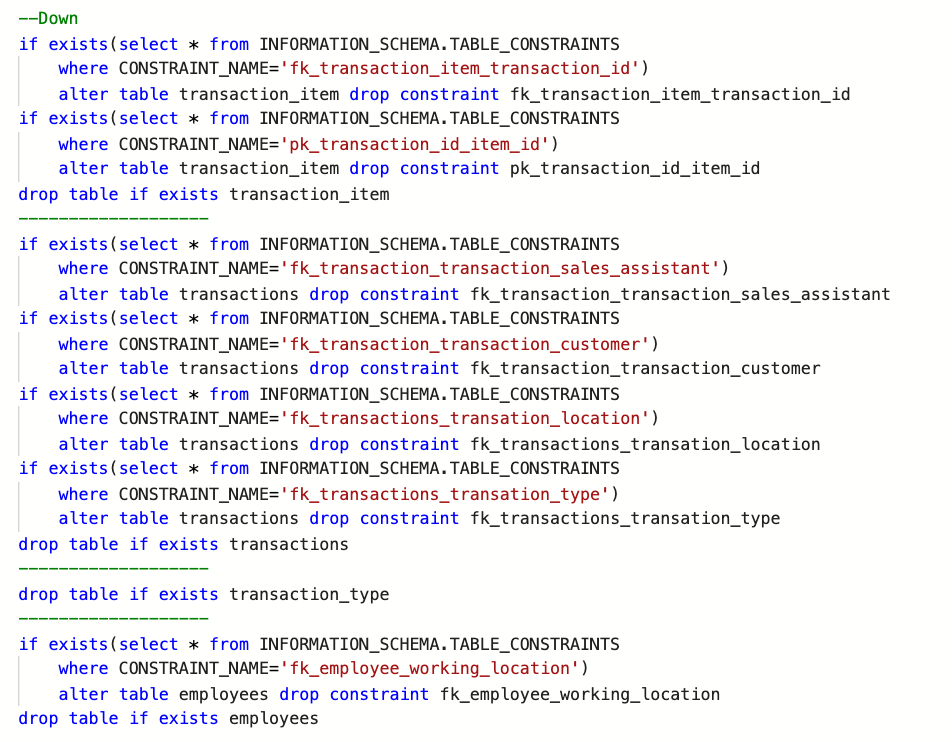 --Down
if exists(select * from INFORMATION_SCHEMA.TABLE_CONSTRAINTS
    where CONSTRAINT_NAME='fk_transaction_item_transaction_id')
    alter table transaction_item drop constraint fk_transaction_item_transaction_id
if exists(select * from INFORMATION_SCHEMA.TABLE_CONSTRAINTS
    where CONSTRAINT_NAME='pk_transaction_id_item_id')
    alter table transaction_item drop constraint pk_transaction_id_item_id
drop table if exists transaction_item
-------------------
if exists(select * from INFORMATION_SCHEMA.TABLE_CONSTRAINTS
    where CONSTRAINT_NAME='fk_transaction_transaction_sales_assistant')
    alter table transactions drop constraint fk_transaction_transaction_sales_assistant
if exists(select * from INFORMATION_SCHEMA.TABLE_CONSTRAINTS
    where CONSTRAINT_NAME='fk_transaction_transaction_customer')
    alter table transactions drop constraint fk_transaction_transaction_customer
if exists(select * from INFORMATION_SCHEMA.TABLE_CONSTRAINTS
    where CONSTRAINT_NAME='fk_transactions_transation_location')
    alter table transactions drop constraint fk_transactions_transation_location
if exists(select * from INFORMATION_SCHEMA.TABLE_CONSTRAINTS
    where CONSTRAINT_NAME='fk_transactions_transation_type')
    alter table transactions drop constraint fk_transactions_transation_type
drop table if exists transactions
-------------------
drop table if exists transaction_type
-------------------
if exists(select * from INFORMATION_SCHEMA.TABLE_CONSTRAINTS
    where CONSTRAINT_NAME='fk_employee_working_location')
    alter table employees drop constraint fk_employee_working_location
drop table if exists employees